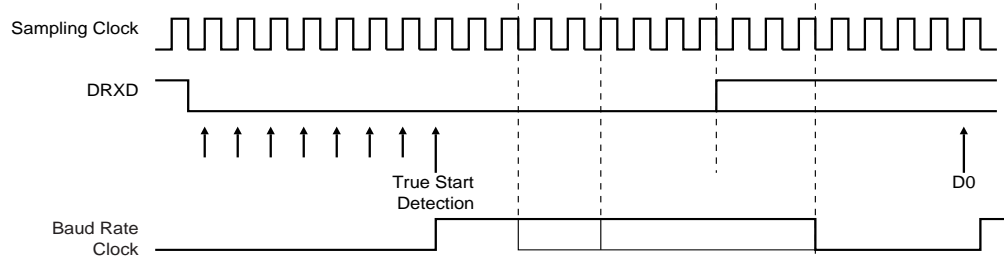 Sampling Clock
DRXD
True Start
Detection
D0
Baud Rate
Clock